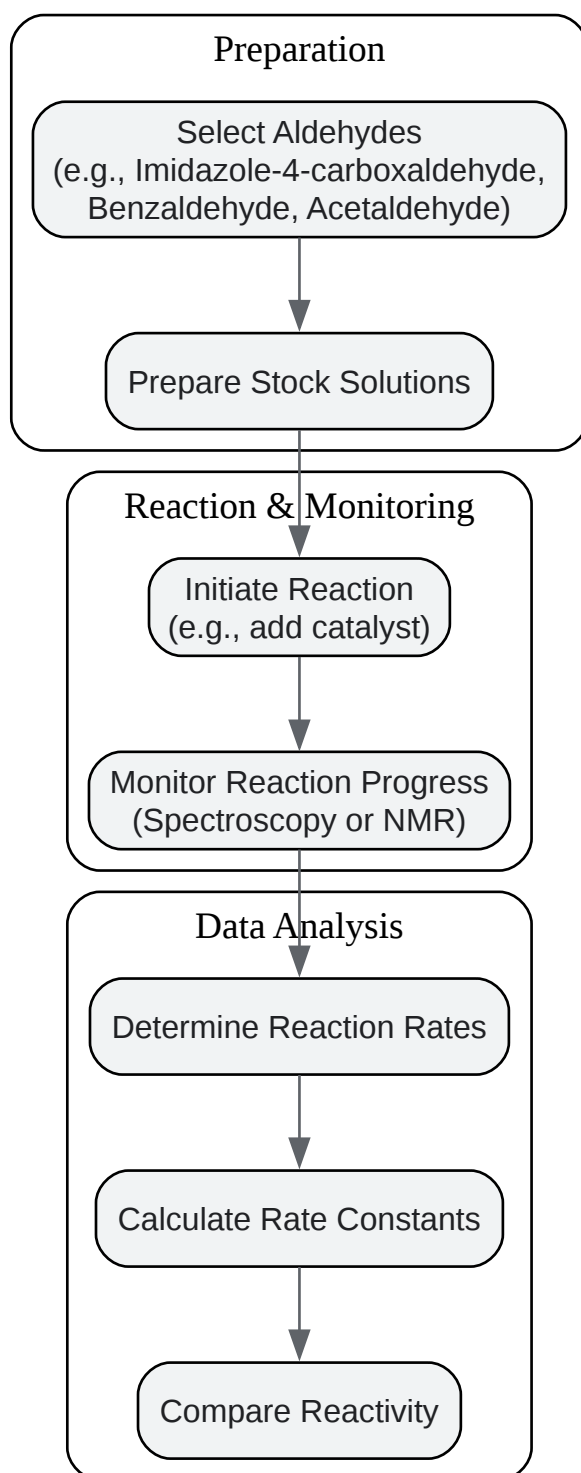 Preparation
Select Aldehydes
(e.g., Imidazole-4-carboxaldehyde,
Benzaldehyde, Acetaldehyde)
Prepare Stock Solutions
Reaction & Monitoring
Initiate Reaction
(e.g., add catalyst)
Monitor Reaction Progress
(Spectroscopy or NMR)
Data Analysis
Determine Reaction Rates
Calculate Rate Constants
Compare Reactivity